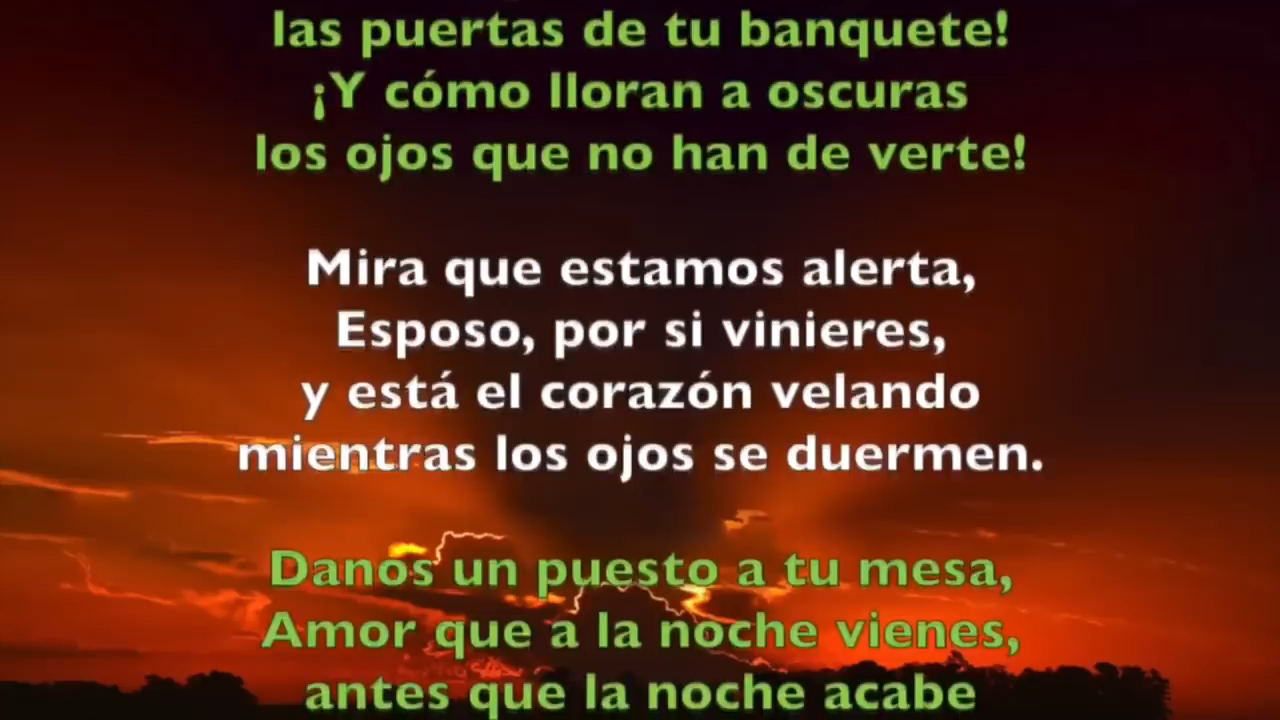 las puertas de tu banquete!
¡Y cómo lloran a oscuras
los ojos que no han de verte!
Mira que estamos alerta,
Esposo, por si vinieres,
y está el corazón velando
mientras los ojos se duermen.
Danos un puesto a tu mesa,
Amor que a la noche vienes,
antes que la noche acabe